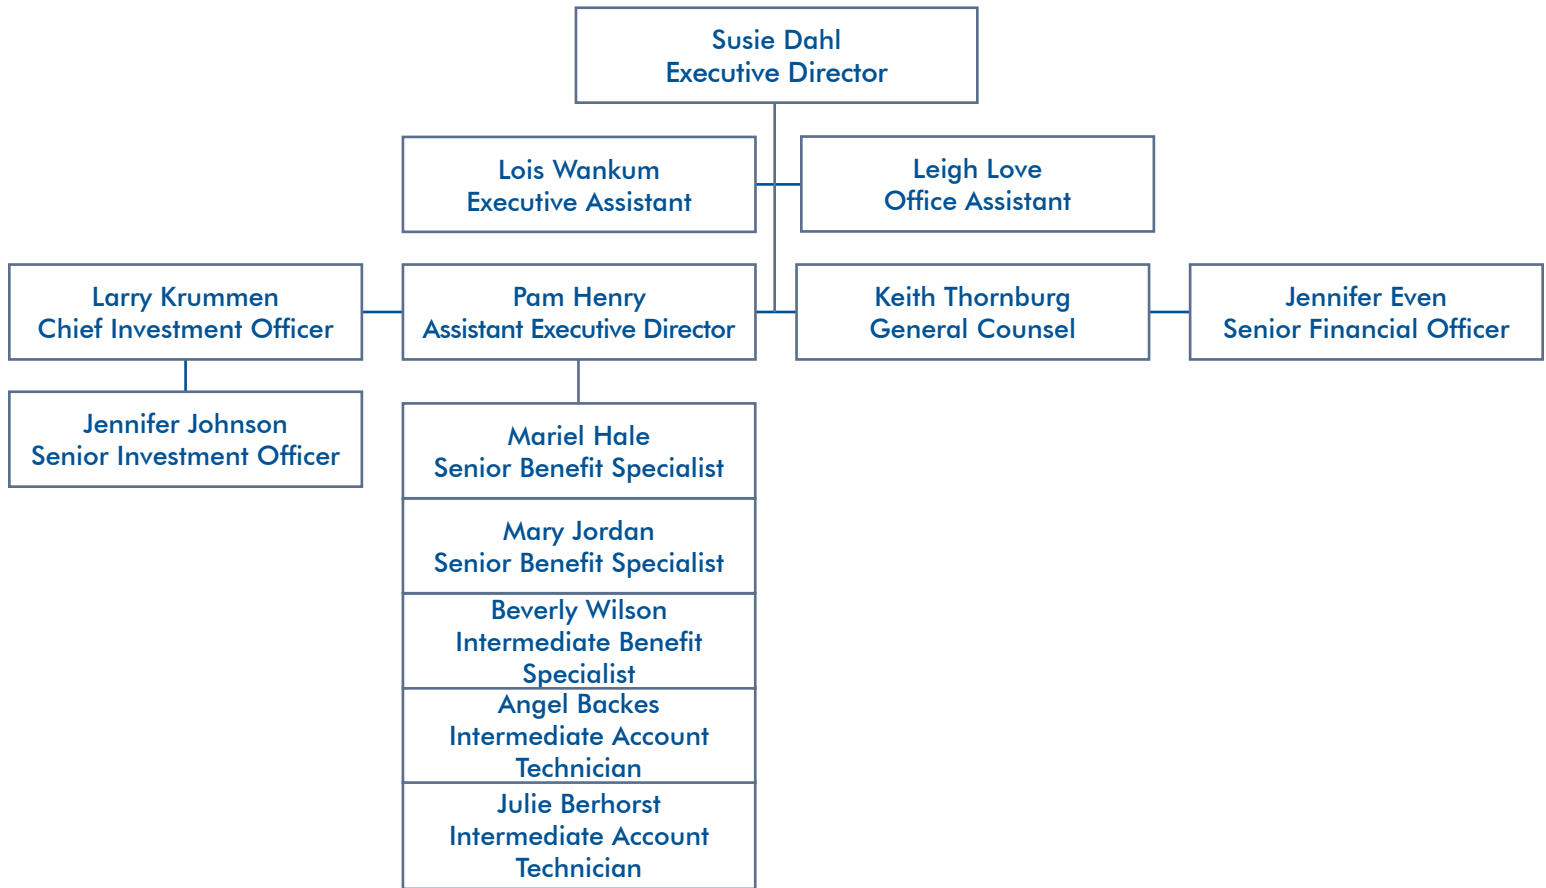 Susie Dahl
Executive Director
Lois Wankum
Executive Assistant
Leigh Love
Office Assistant
Larry Krummen
Chief Investment Officer
Pam Henry
Assistant Executive Director
Keith Thornburg
General Counsel
Jennifer Even
Senior Financial Officer
Jennifer Johnson
Senior Investment Officer
Mariel Hale
Senior Benefit Specialist
Mary Jordan
Senior Benefit Specialist
Beverly Wilson
Intermediate Benefit
Specialist
Angel Backes
Intermediate Account
Technician
Julie Berhorst
Intermediate Account
Technician